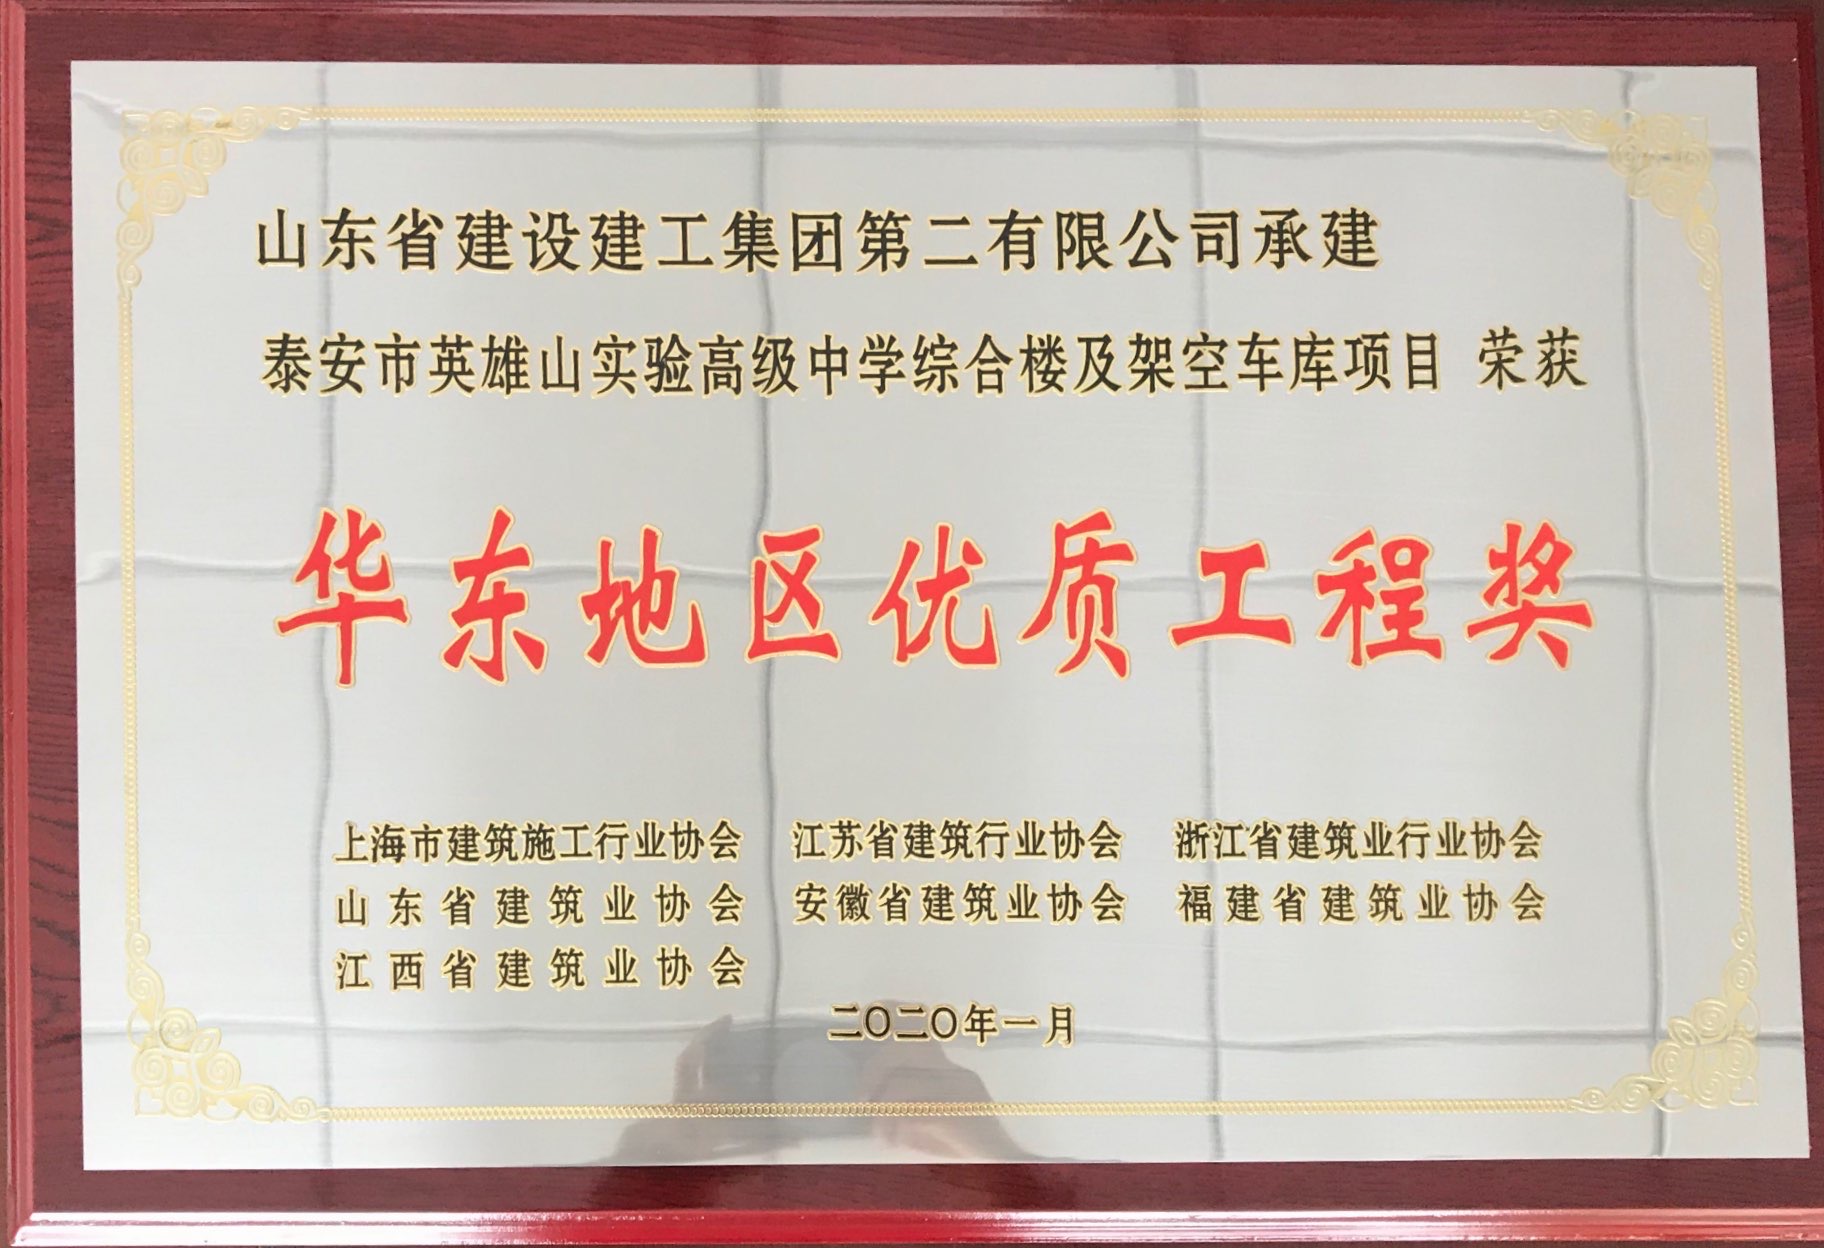 山东省建设建工集团第二有限公司承建
泰安市英雄山实验高级中学综合楼及架空车库项目 荣获
华东地区优质工程奖
上海市建筑施工行业协会 江苏省建筑行业协会 浙江省建筑业行业协会
山东省建筑业协会 安徽省建筑业协会 福建省建筑业协会
江西省建筑业协会
二〇二〇年一月